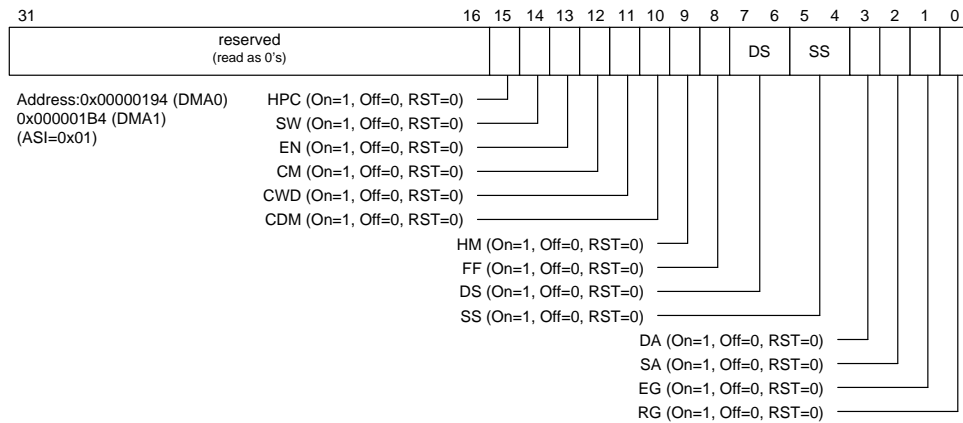 31 16 15 14 13 12 11 10 9 8 7 6 5 4 3 2 1 0
reserved
(read as 0's)
DS SS
Address:0x00000194 (DMA0)
0x000001B4 (DMA1)
(ASI=0x01)
HPC (On=1, Off=0, RST=0)
SW (On=1, Off=0, RST=0)
EN (On=1, Off=0, RST=0)
CM (On=1, Off=0, RST=0)
CWD (On=1, Off=0, RST=0)
CDM (On=1, Off=0, RST=0)
HM (On=1, Off=0, RST=0)
FF (On=1, Off=0, RST=0)
DS (On=1, Off=0, RST=0)
SS (On=1, Off=0, RST=0)
DA (On=1, Off=0, RST=0)
SA (On=1, Off=0, RST=0)
EG (On=1, Off=0, RST=0)
RG (On=1, Off=0, RST=0)